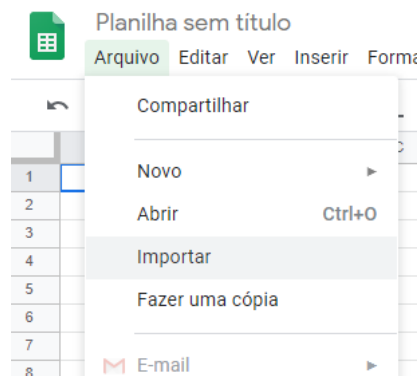 Planilha sem título
Arquivo Editar Ver Inserir Forma
Compartilhar
C
1
Novo
2
Abrir Ctrl+O
3
4
Importar
5
Fazer uma cópia
6
7
E-mail
8